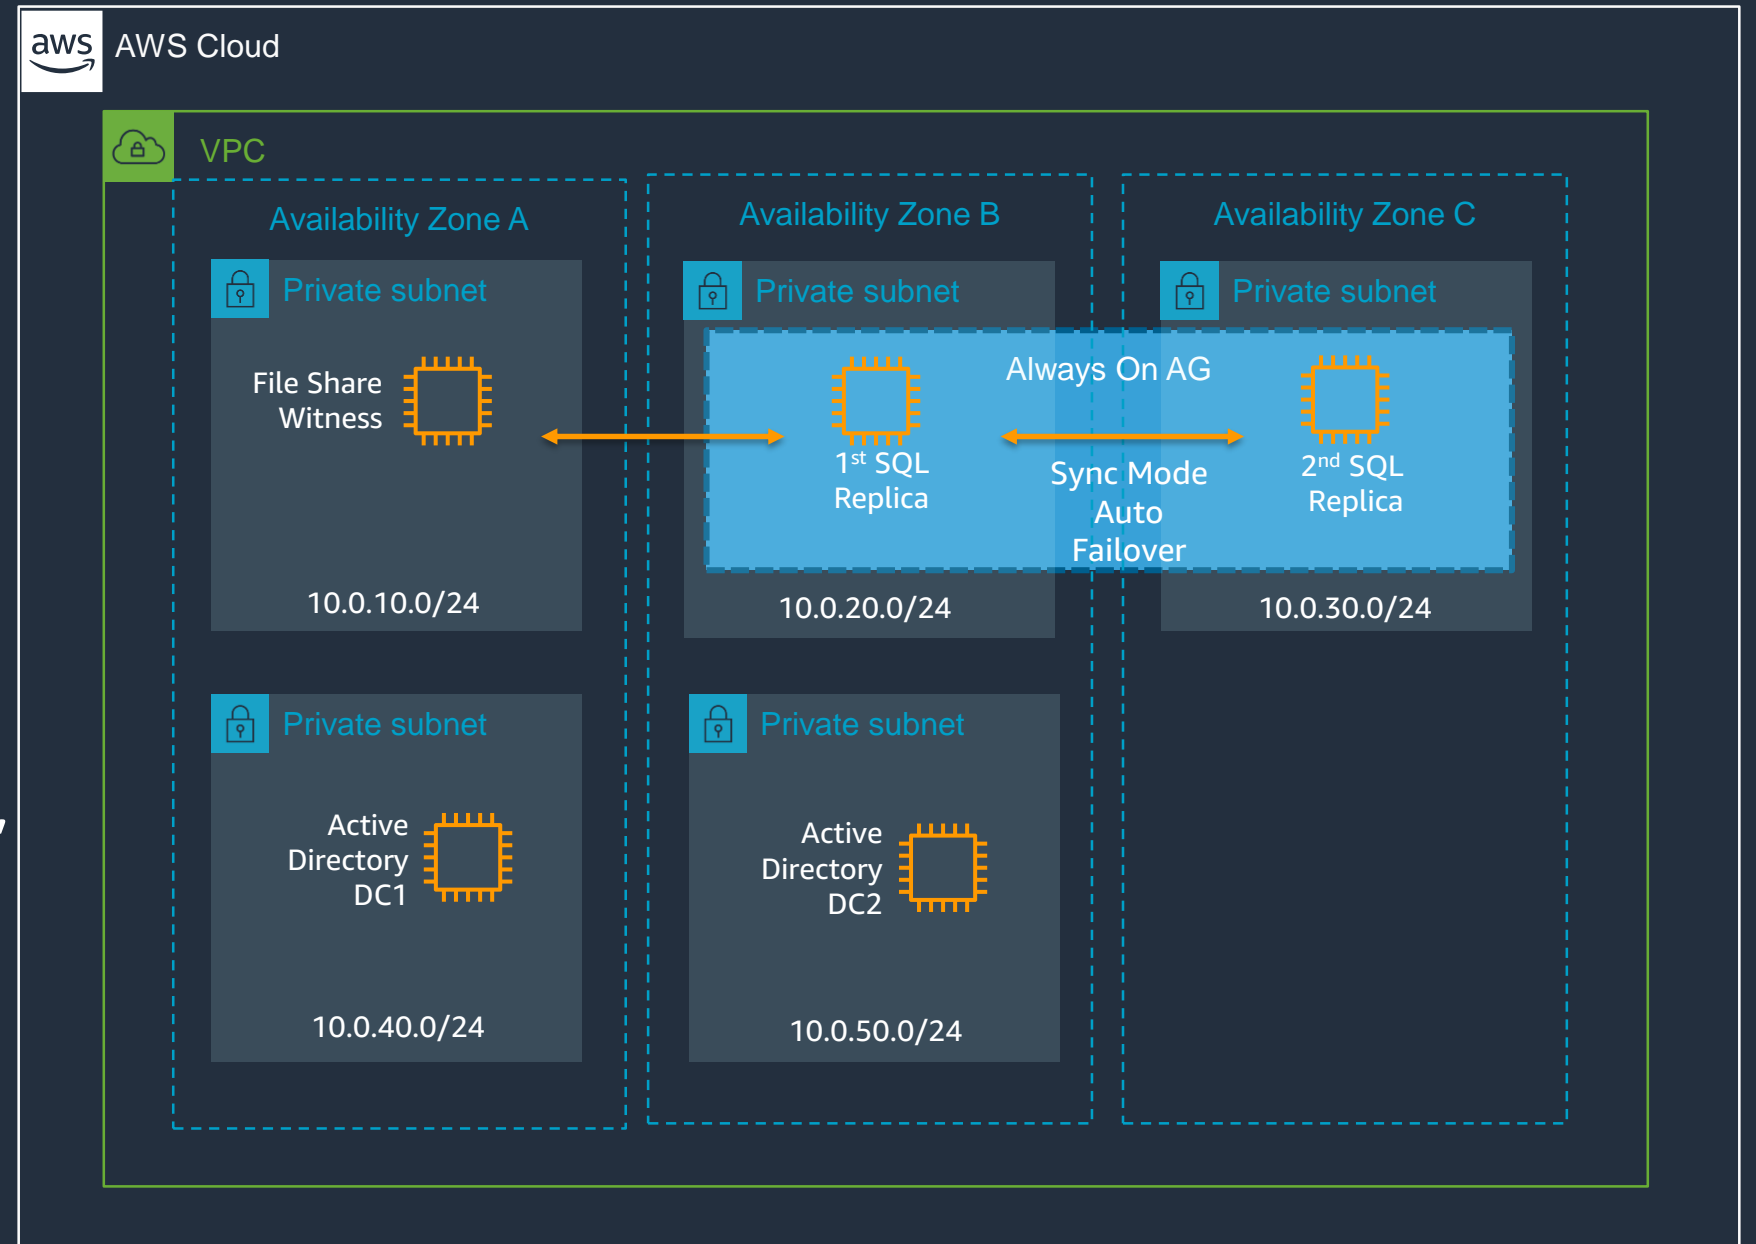 aws
AWS Cloud
VPC
Availability Zone A
Private subnet
File Share
Witness
10.0.10.0/24
Private subnet
Active
Directory
DC1
10.0.40.0/24
Availability Zone B
Private subnet
1st SQL
Replica
10.0.20.0/24
Always On AG
Sync Mode
Auto
Failover
Private subnet
Active
Directory
DC2
10.0.50.0/24
Availability Zone C
Private subnet
2nd SQL
Replica
10.0.30.0/24